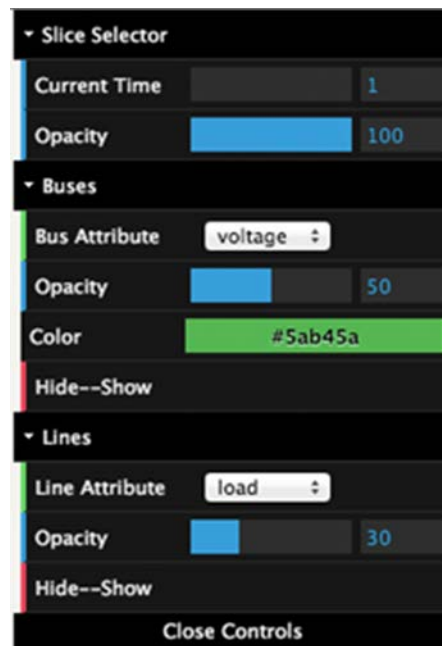 Slice Selector
Current Time 1
Opacity 100
Buses
Bus Attribute voltage
Opacity 50
Color #5ab45a
Hide--Show
Lines
Line Attribute load
Opacity 30
Hide--Show
Close Controls